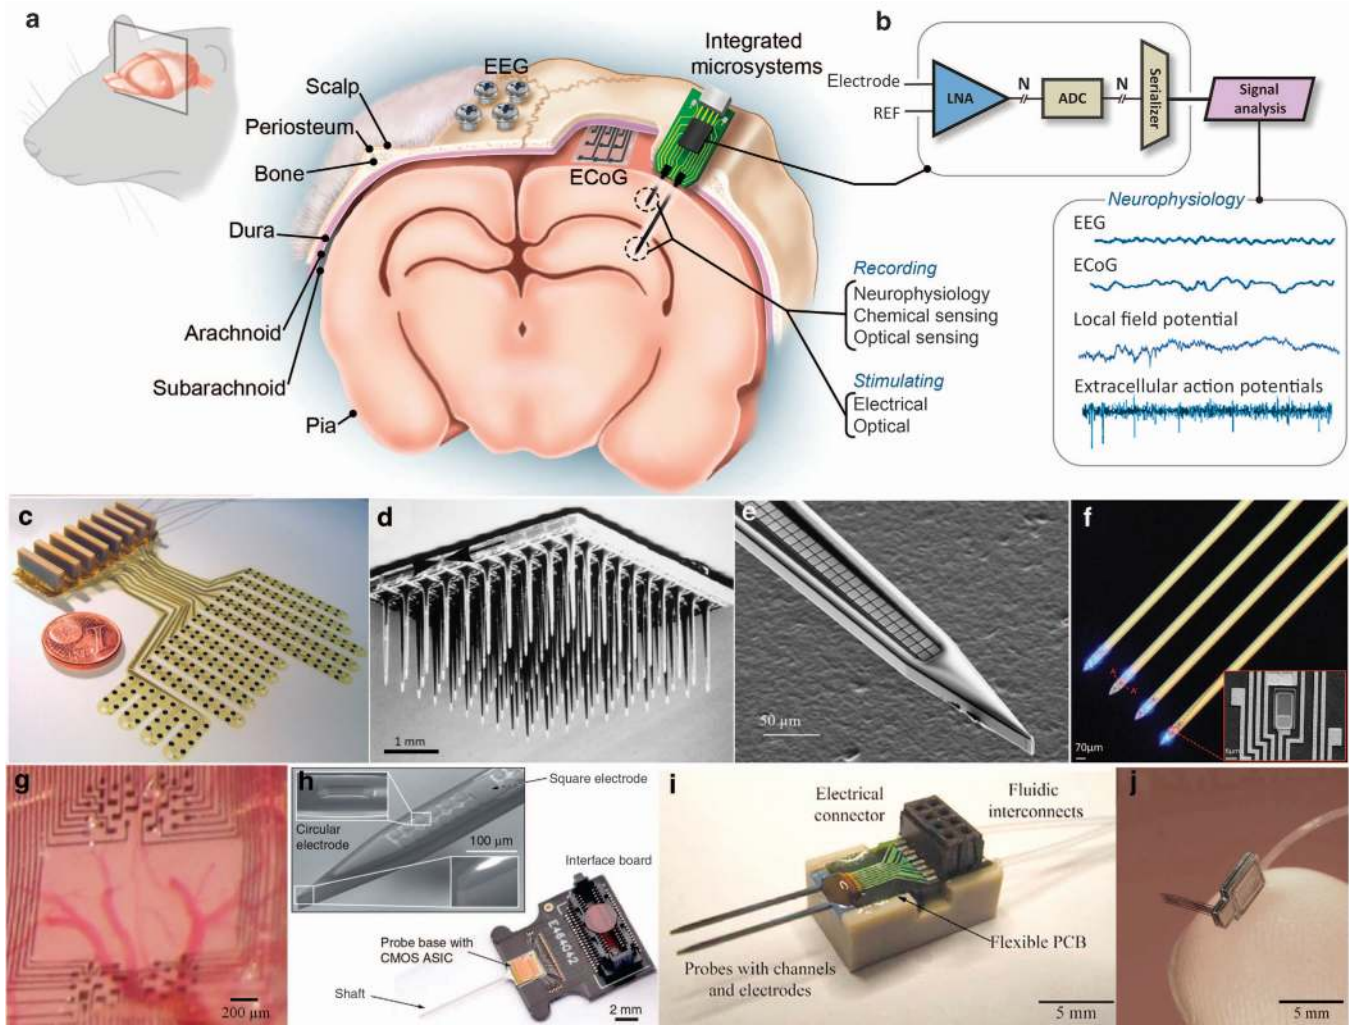 a
EEG
Integrated
microsystems
Scalp
Periosteum
Bone
ECoG
Dura
Arachnoid
Subarachnoid
Pia
Recording
Neurophysiology
Chemical sensing
Optical sensing
Stimulating
Electrical
Optical
b
Electrode
REF
LNA
N
ADC
N
Serializer
Signal
analysis
Neurophysiology
EEG
ECoG
Local field potential
Extracellular action potentials
c
d
1 mm
e
50 µm
f
70µm
g
200 µm
h
Square electrode
Circular
electrode
100 µm
Interface board
E464042
Probe base with
CMOS ASIC
Shaft
2 mm
i
Electrical
connector
Fluidic
interconnects
Flexible PCB
Probes with channels
and electrodes
5 mm
j
5 mm